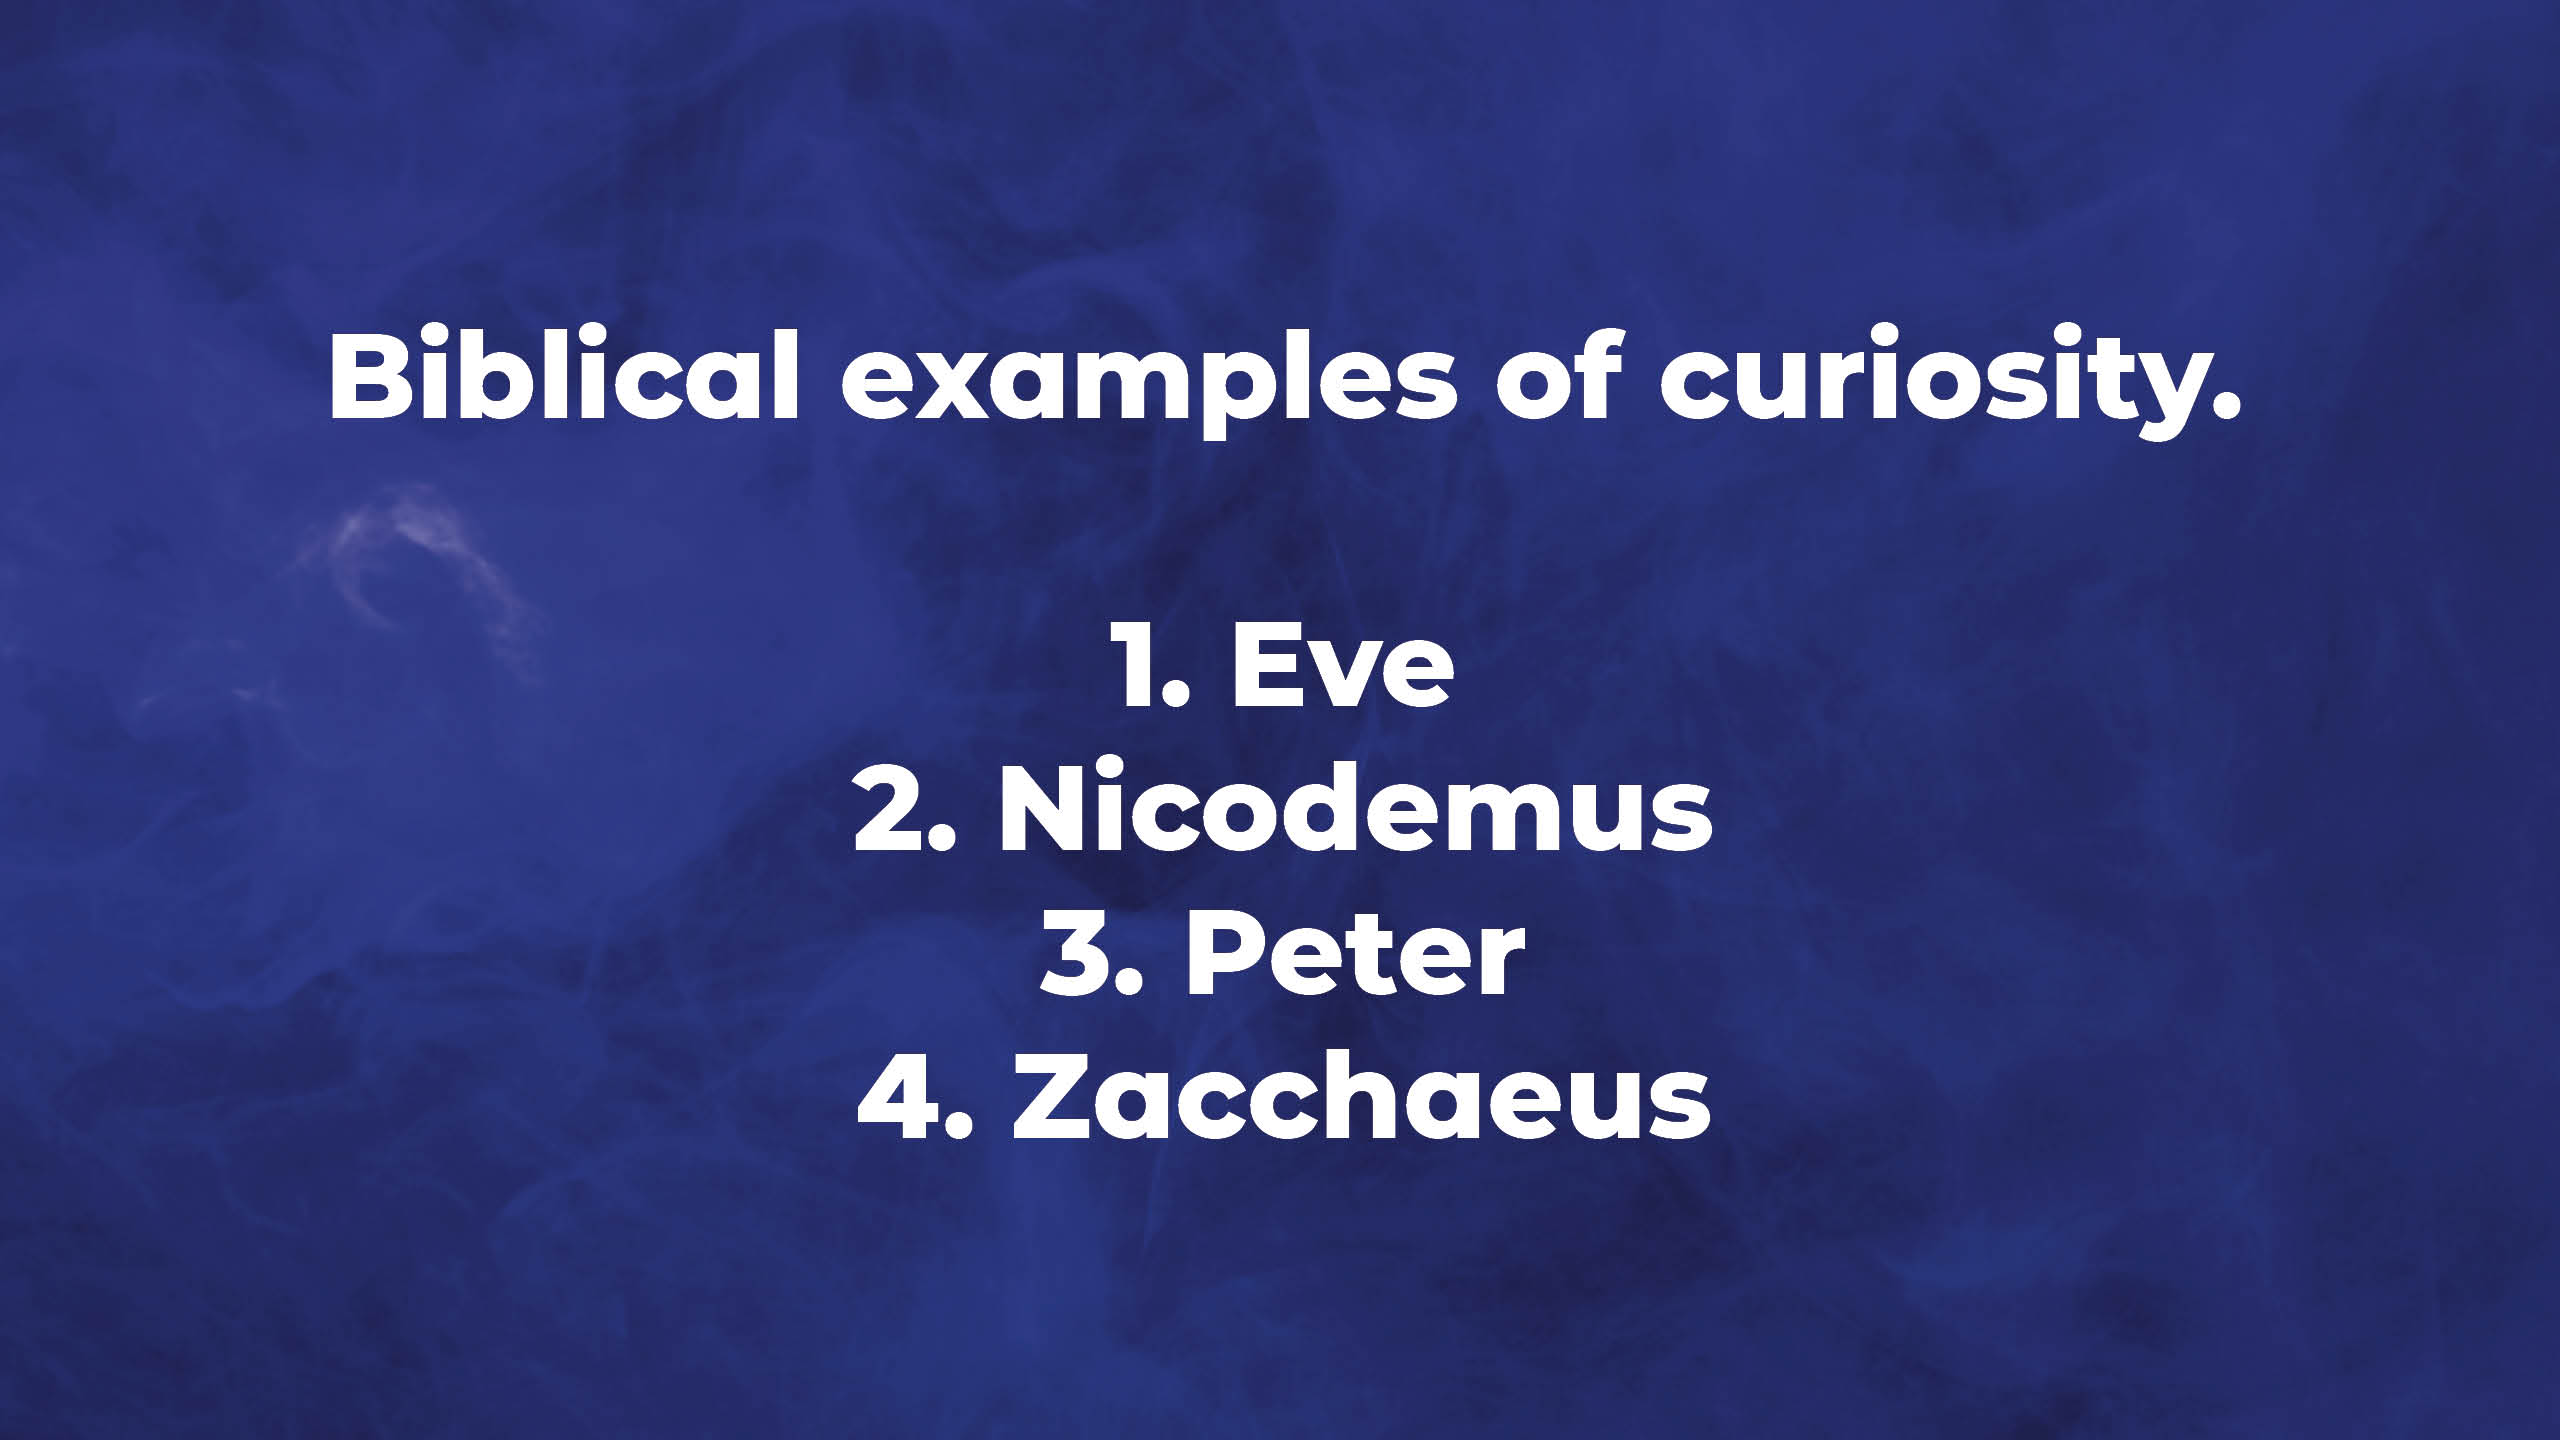 Biblical examples of curiosity.
1. Eve
2. Nicodemus
3. Peter
4. Zacchaeus